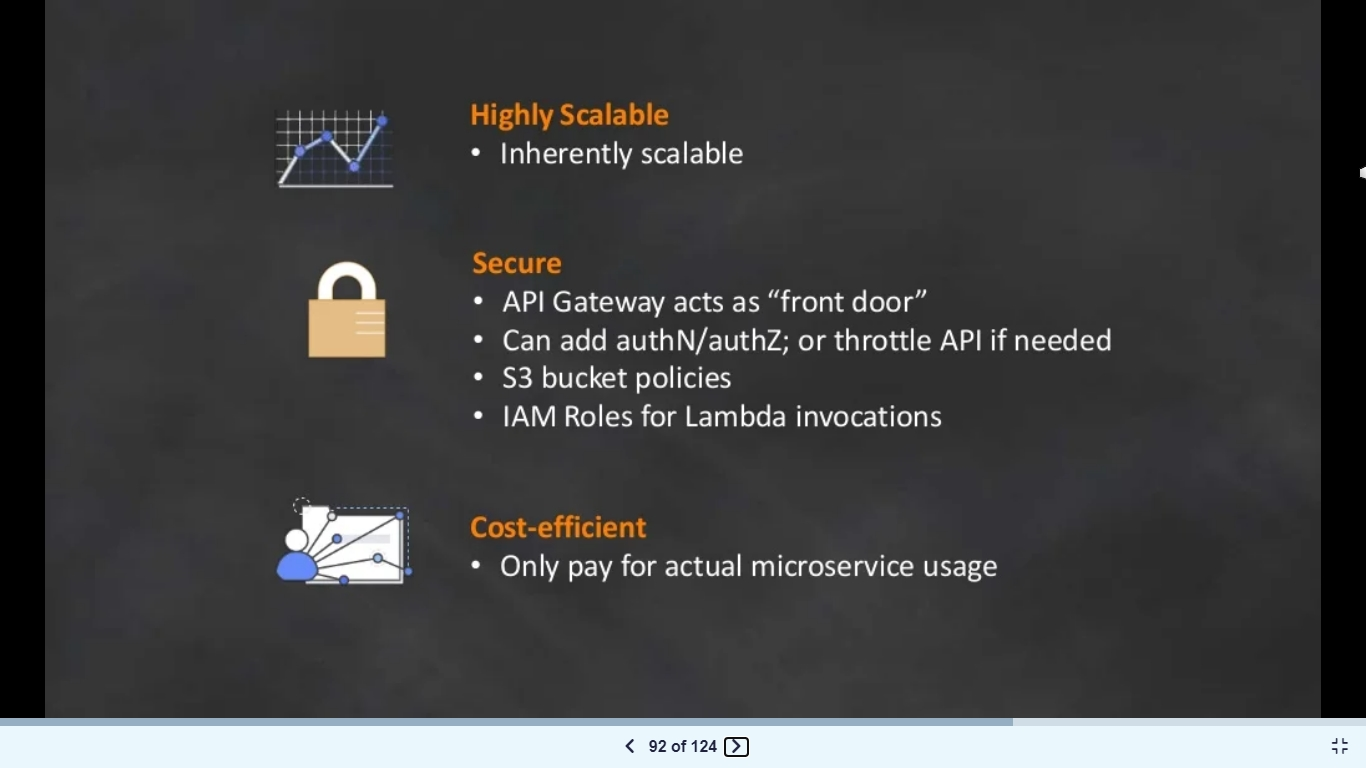 Highly Scalable
• Inherently scalable
Secure
• API Gateway acts as “front door”
• Can add authN/authZ; or throttle API if needed
• S3 bucket policies
• IAM Roles for Lambda invocations
Cost-efficient
• Only pay for actual microservice usage
92 of 124